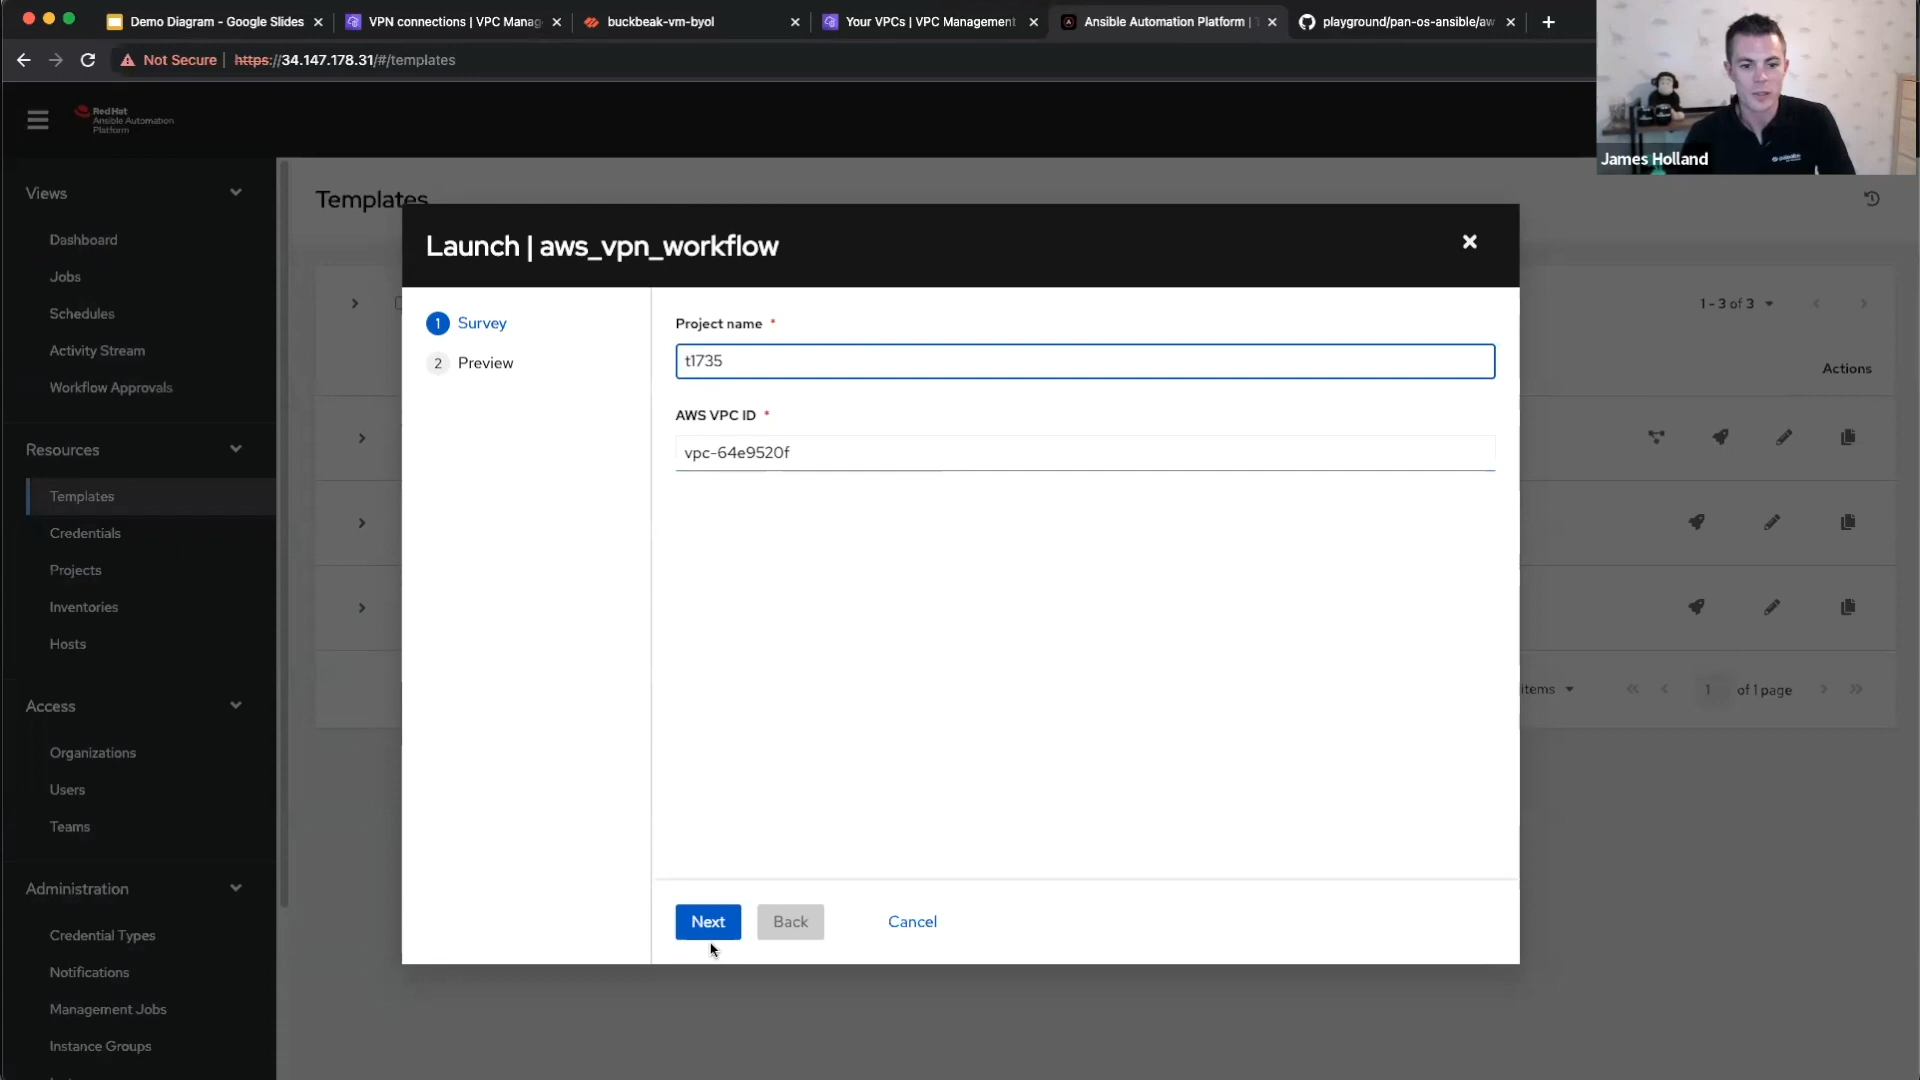 Demo Diagram - Google Slides
VPN connections | VPC Manag
buckbeak-vm-byol
Your VPCs | VPC Management
Ansible Automation Platform | T
playground/pan-os-ansible/aw
Not Secure
https://34.147.178.31/#/templates
James Holland
Red Hat
Ansible Automation
Platform
Views
Dashboard
Jobs
Schedules
Activity Stream
Workflow Approvals
Resources
Templates
Credentials
Projects
Inventories
Hosts
Access
Organizations
Users
Teams
Administration
Credential Types
Notifications
Management Jobs
Instance Groups
Templates
1 - 3 of 3
Actions
items
1 of 1 page
Launch | aws_vpn_workflow
1 Survey
2 Preview
Project name *
t1735
AWS VPC ID *
vpc-64e9520f
Next
Back
Cancel